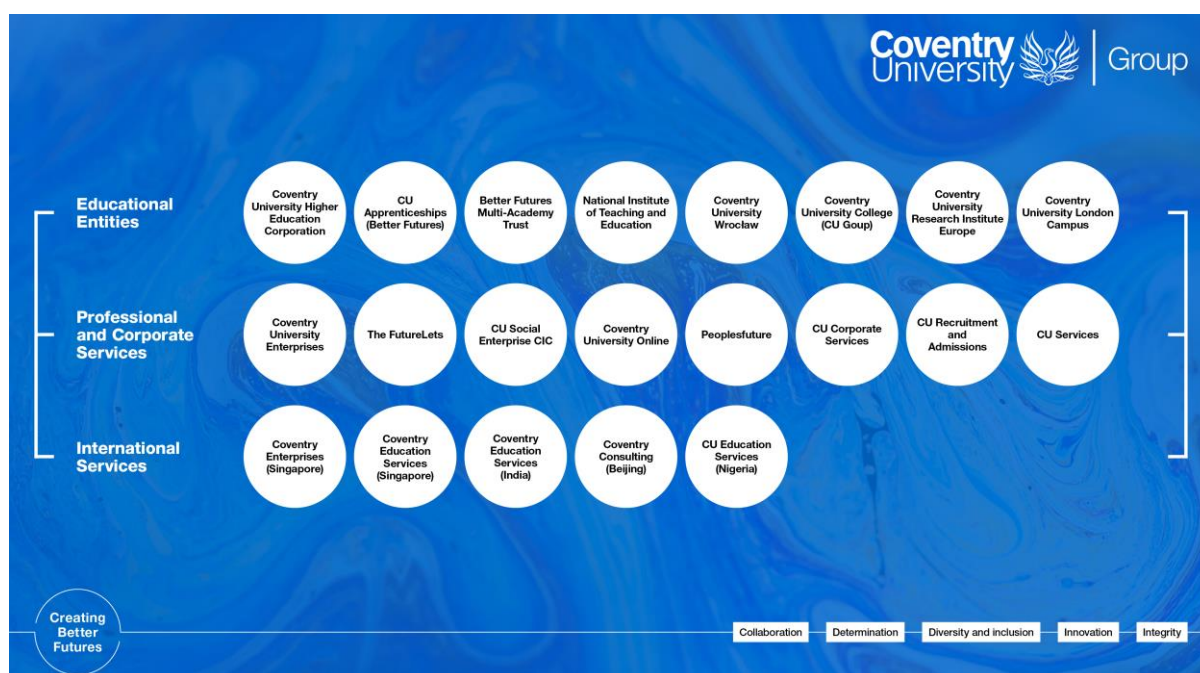 Coventry
University
Group
Educational
Entities
Coventry
University Higher
Education
Corporation
CU
Apprenticeships
(Better Futures)
Better Futures
Multi-Academy
Trust
National Institute
of Teaching and
Education
Coventry
University
Wrocław
Coventry
University College
(CU Goup)
Coventry
University
Research Institute
Europe
Coventry
University London
Campus
Professional
and Corporate
Services
Coventry
University
Enterprises
The FutureLets
CU Social
Enterprise CIC
Coventry
University Online
Peoplesfuture
CU Corporate
Services
CU Recruitment
and
Admissions
CU Services
International
Services
Coventry
Enterprises
(Singapore)
Coventry
Education
Services
(Singapore)
Coventry
Education
Services
(India)
Coventry
Consulting
(Beijing)
CU Education
Services
(Nigeria)
Creating
Better
Futures
Collaboration
Determination
Diversity and inclusion
Innovation
Integrity